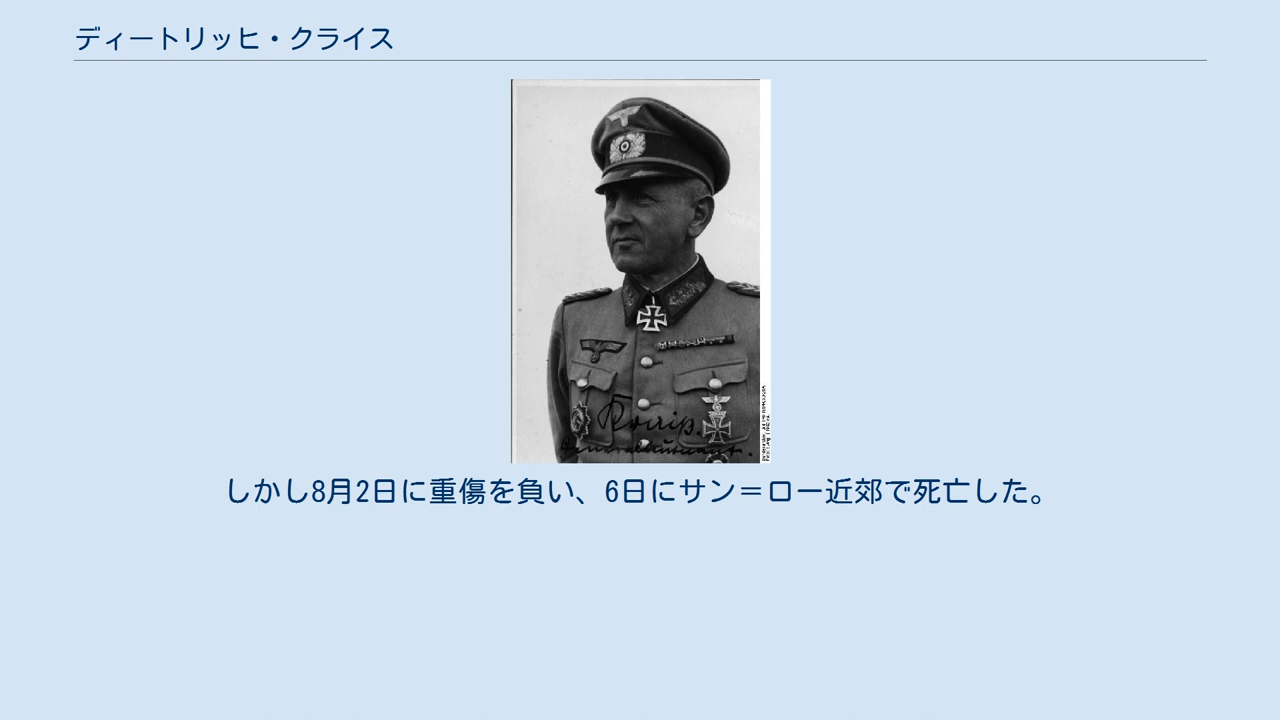 ディートリッヒ・クライス
Kraiß.
Generalleutnant.
しかし8月2日に重傷を負い、6日にサン＝ロー近郊で死亡した。